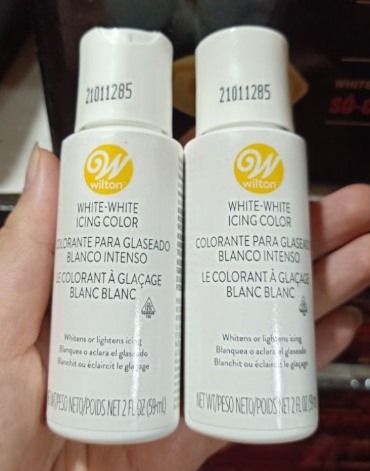 21011285
W
wilton
WHITE-WHITE
ICING COLOR
COLORANTE PARA GLASEADO
BLANCO INTENSO
LE COLORANT À GLAÇAGE
BLANC BLANC
Whitens or lightens icing
Blanquea o aclara el glaseado
Blanchit ou éclaircit le glaçage
NET WT/PESO NETO/POIDS NET 2 FL OZ (59 mL)
21011285
W
wilton
WHITE-WHITE
ICING COLOR
COLORANTE PARA GLASEADO
BLANCO INTENSO
LE COLORANT À GLAÇAGE
BLANC BLANC
Whitens or lightens icing
Blanquea o aclara el glaseado
Blanchit ou éclaircit le glaçage
NET WT/PESO NETO/POIDS NET 2 FL OZ (59 m
WHITE